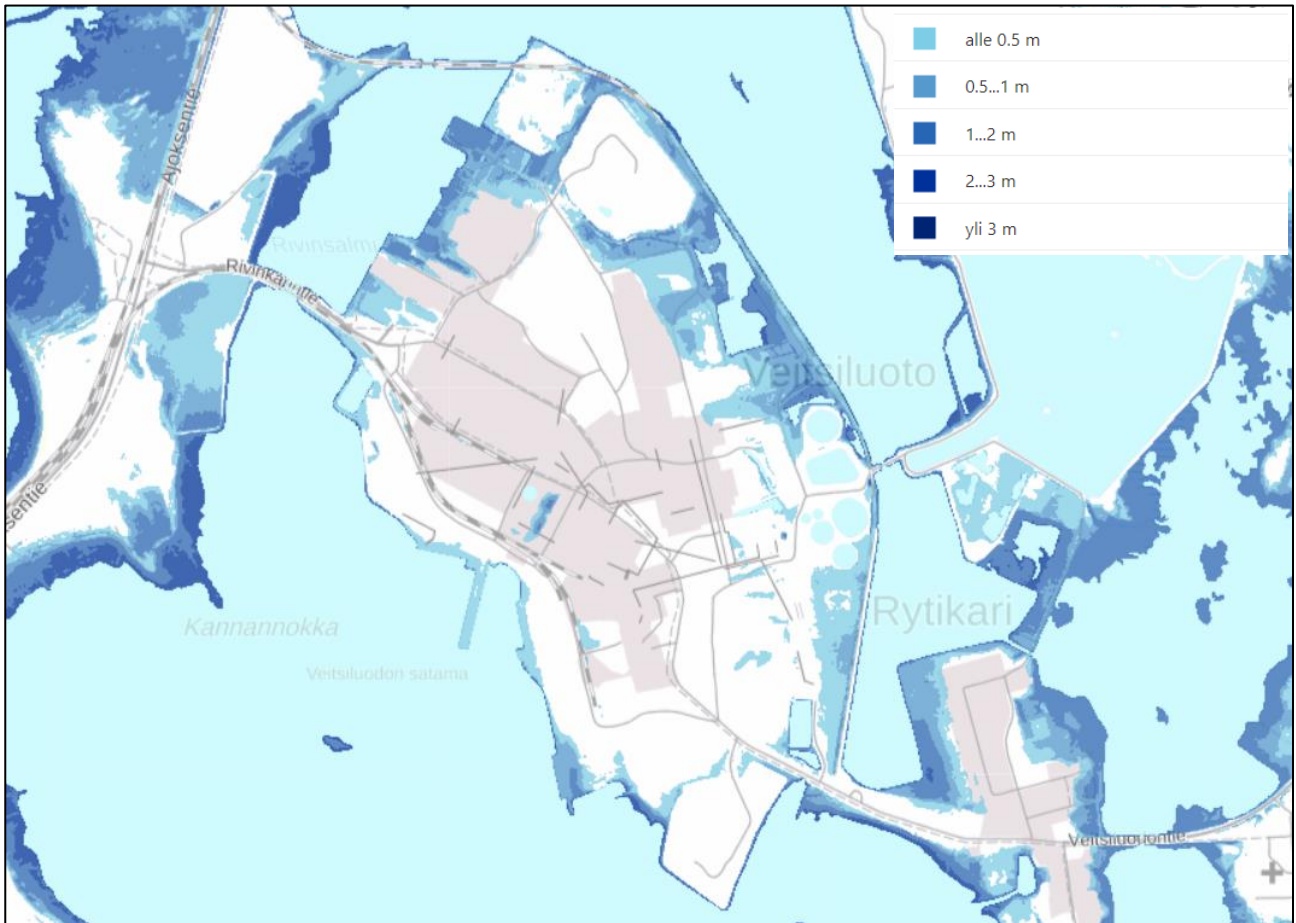 alle 0.5 m
0.5...1 m
1...2 m
2...3 m
yli 3 m
Ajoksentie
Rivinsalmi
Rivinkarintie
Veitsiluoto
sentie
Rytikari
Kannannokka
Veitsiluodon satama
Veitsiluodontie